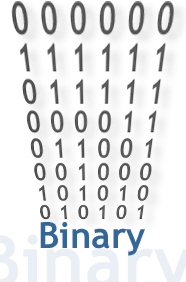 0 0 0 0 0 0
1 1 1 1 1 1
0 1 1 1 1 1
0 0 0 0 1 1
0 1 1 0 0 1
0 0 1 0 0 0
1 0 1 0 1 0
0 1 0 1 0 1
Binary
Binary